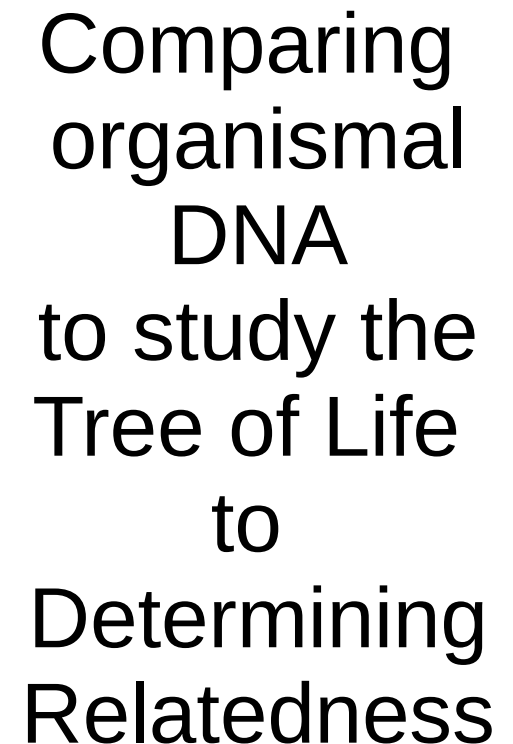 Comparing
organismal
DNA
to study the
Tree of Life
to
Determining
Relatedness